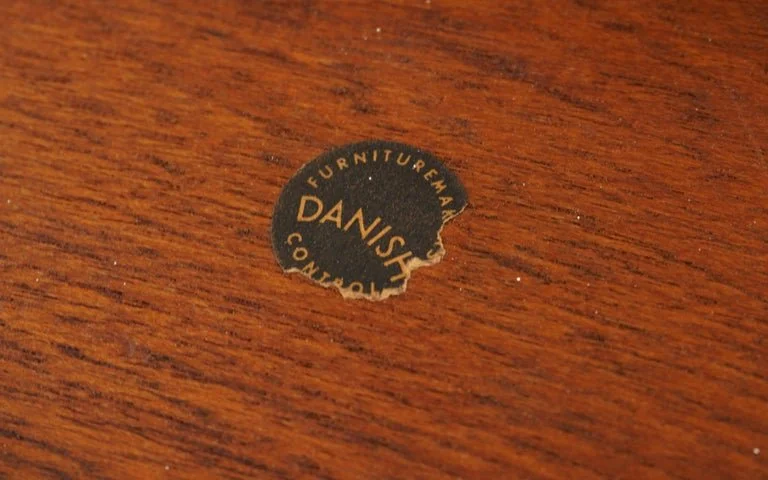 FURNITUREMAK
DANISH
CONTROL